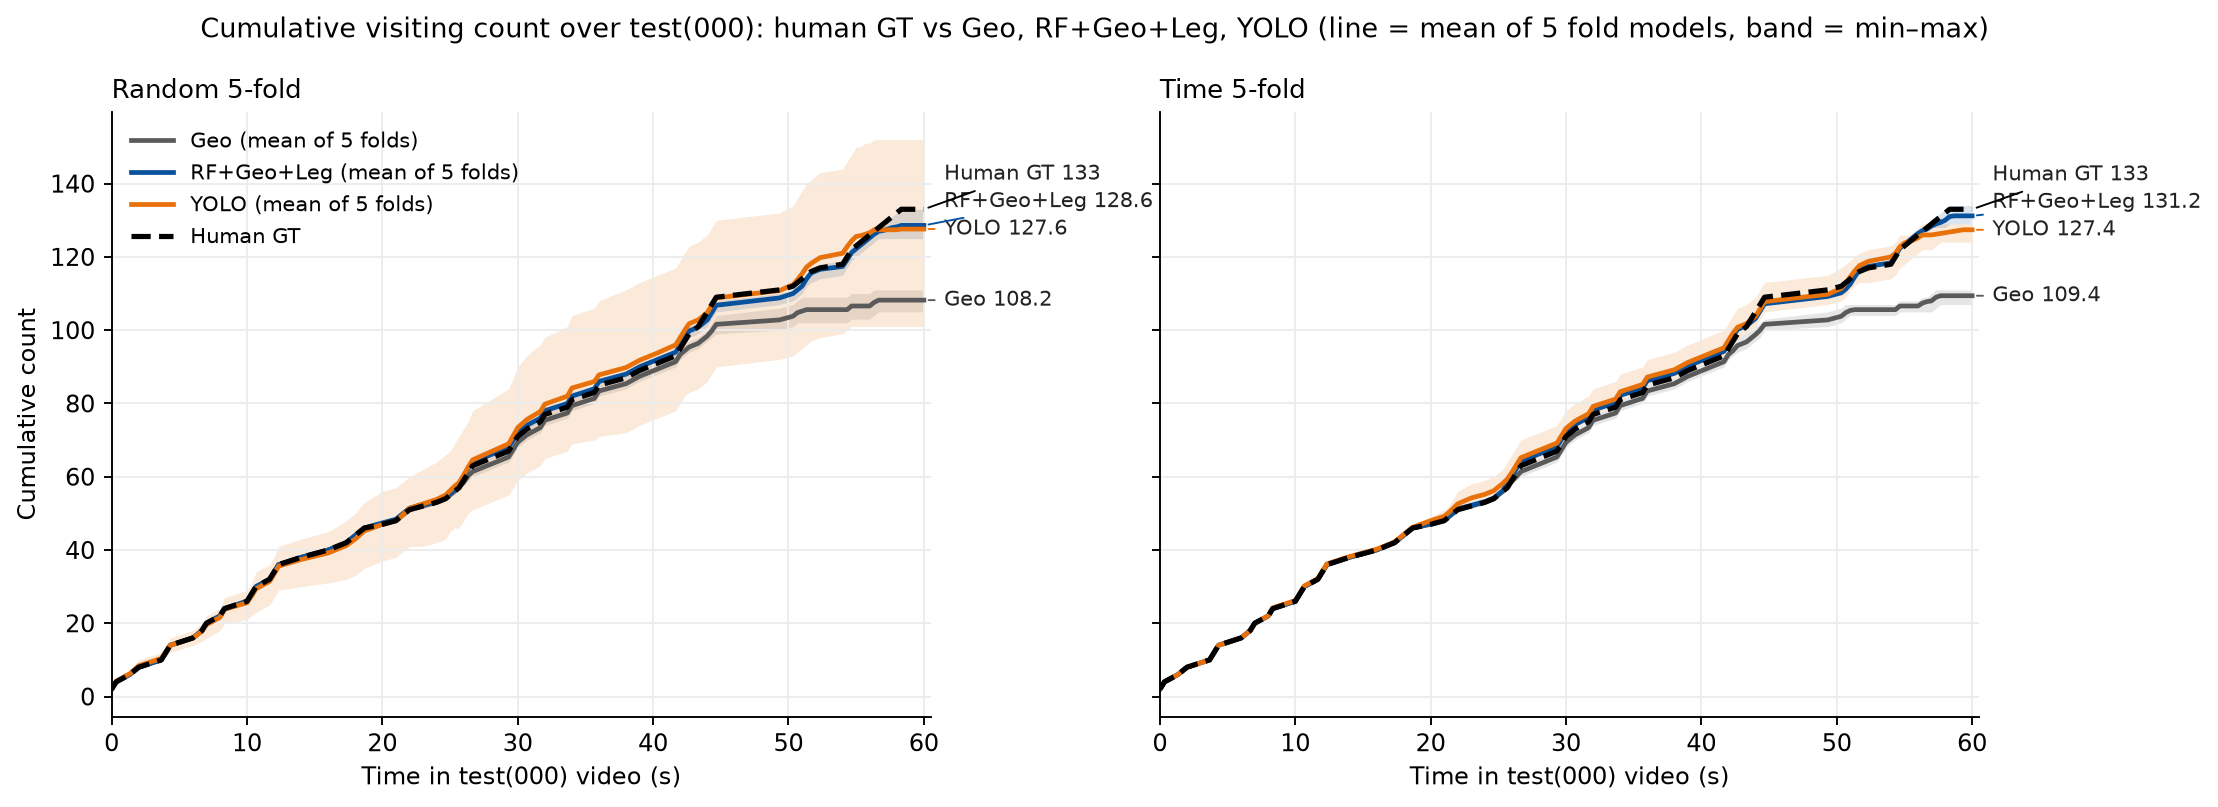 Cumulative visiting count over test(000): human GT vs Geo, RF+Geo+Leg, YOLO (line = mean of 5 fold models, band = min–max)
Random 5-fold
Geo (mean of 5 folds)
RF+Geo+Leg (mean of 5 folds)
YOLO (mean of 5 folds)
Human GT
Human GT 133
RF+Geo+Leg 128.6
YOLO 127.6
Geo 108.2
Cumulative count
140
120
100
80
60
40
20
0
0 10 20 30 40 50 60
Time in test(000) video (s)
Time 5-fold
Human GT 133
RF+Geo+Leg 131.2
YOLO 127.4
Geo 109.4
0 10 20 30 40 50 60
Time in test(000) video (s)